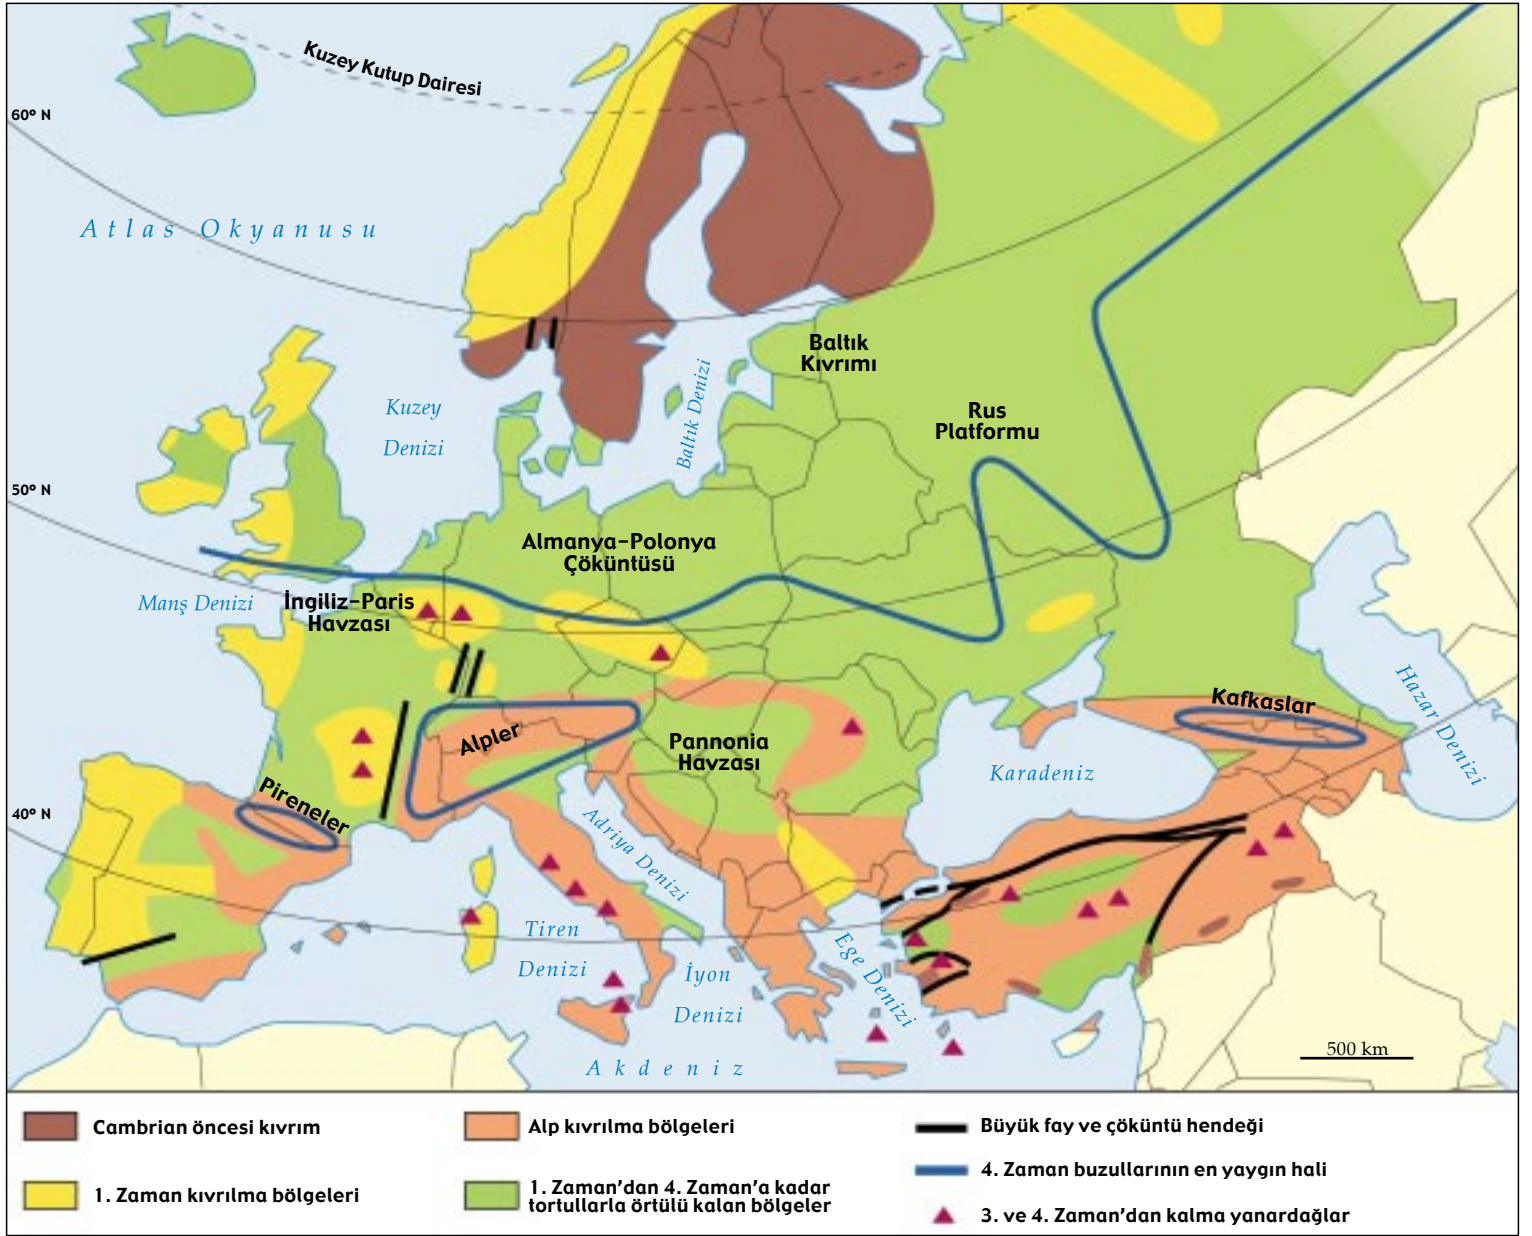 Kuzey Kutup Dairesi
60° N
Atlas Okyanusu
Baltık
Kıvrımı
Kuzey
Denizi
Baltık Denizi
Rus
Platformu
50° N
Almanya-Polonya
Çöküntüsü
Manş Denizi
İngiliz-Paris
Havzası
Hazar Denizi
Kafkaslar
Alpler
Pannonia
Havzası
Karadeniz
Pireneler
40° N
Adriya Denizi
Tiren
Denizi
İyon
Denizi
Ege Denizi
Akdeniz
500 km
Cambrian öncesi kıvrım
1. Zaman kıvrılma bölgeleri
Alp kıvrılma bölgeleri
1. Zaman’dan 4. Zaman’a kadar
tortullarla örtülü kalan bölgeler
Büyük fay ve çöküntü hendeği
4. Zaman buzullarının en yaygın hali
3. ve 4. Zaman’dan kalma yanardağlar